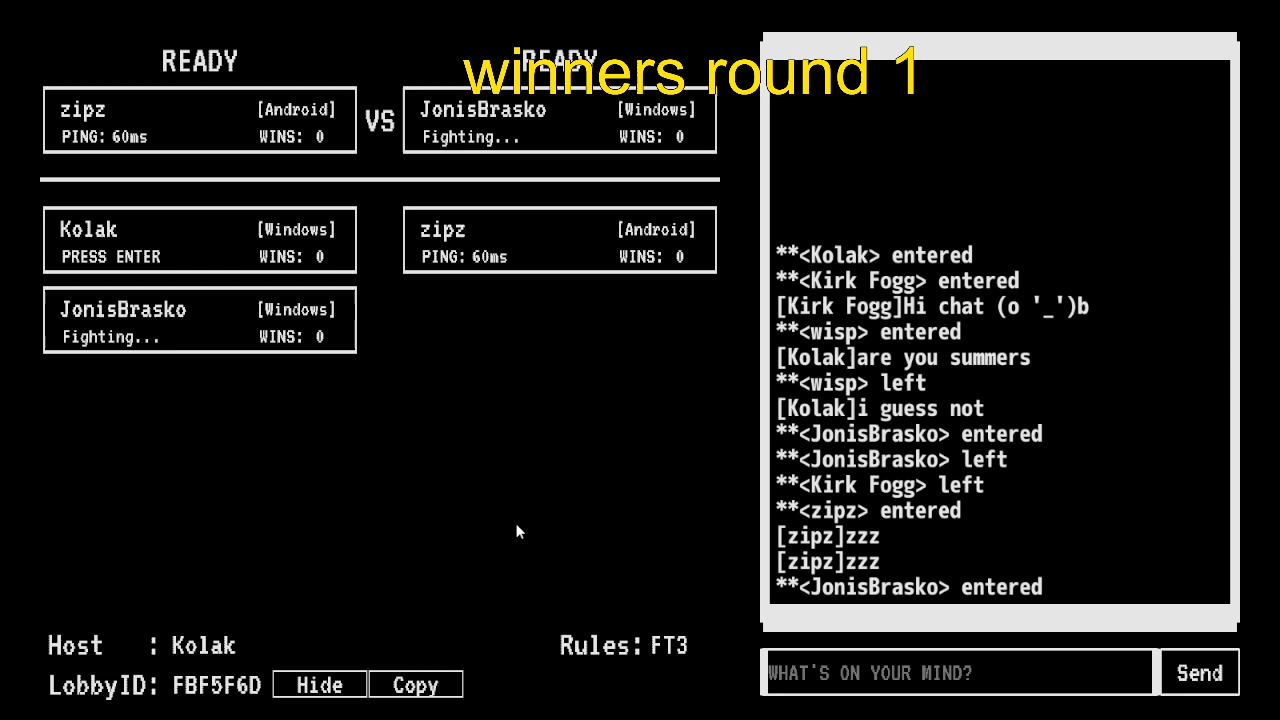 winners round 1
READY READY
zipz [Android] VS JonisBrasko [Windows]
PING: 60ms WINS: 0 Fighting... WINS: 0
Kolak [Windows] zipz [Android]
PRESS ENTER WINS: 0 PING: 60ms WINS: 0
JonisBrasko [Windows]
Fighting... WINS: 0
Host : Kolak Rules: FT3
LobbyID: FBF5F6D Hide Copy
**<Kolak> entered
**<Kirk Fogg> entered
[Kirk Fogg]Hi chat (o '_')b
**<wisp> entered
[Kolak]are you summers
**<wisp> left
[Kolak]i guess not
**<JonisBrasko> entered
**<JonisBrasko> left
**<Kirk Fogg> left
**<zipz> entered
[zipz]zzz
[zipz]zzz
**<JonisBrasko> entered
WHAT'S ON YOUR MIND? Send